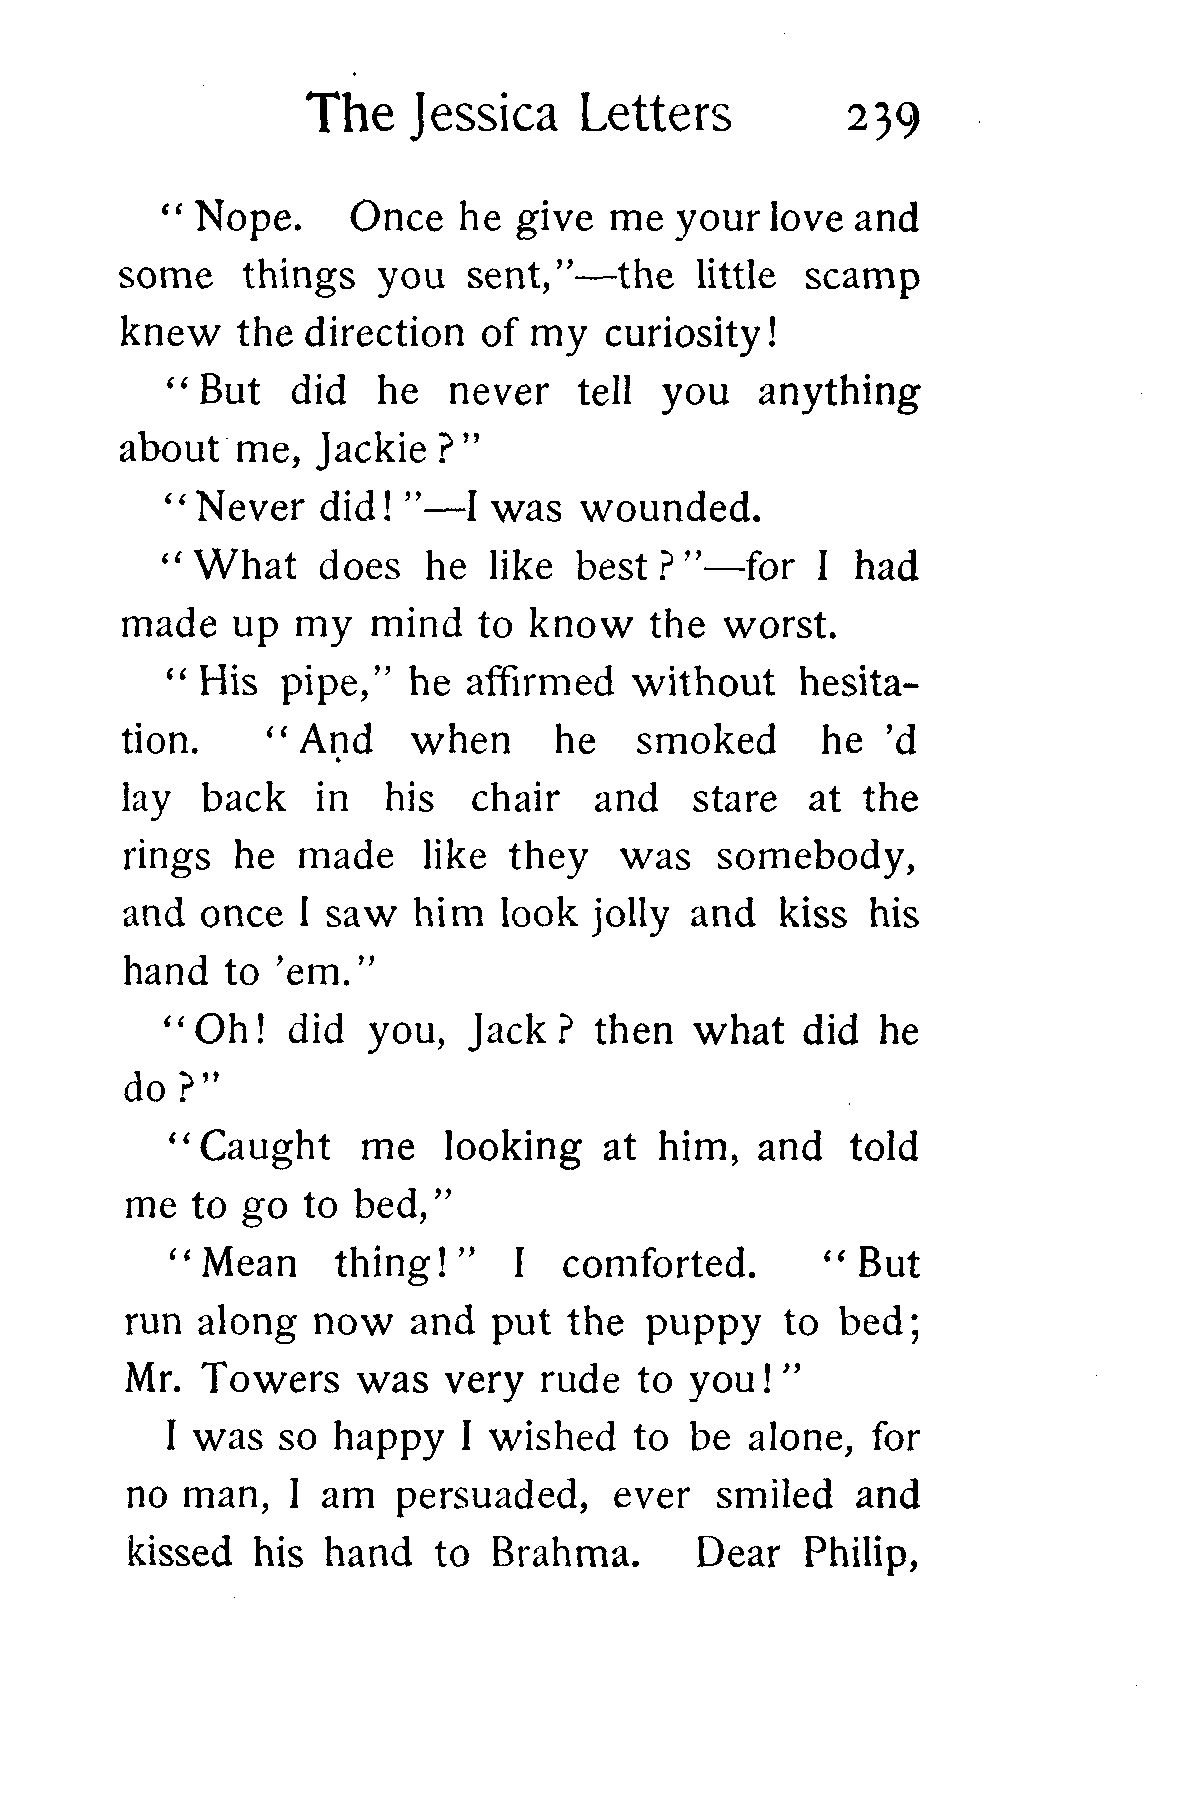 The Jessica Letters 239
“ Nope. Once he give me your love and
some things you sent,”—the little scamp
knew the direction of my curiosity!
“ But did he never tell you anything
about me, Jackie ? ”
“ Never did! ”—I was wounded.
“ What does he like best ? ”—for I had
made up my mind to know the worst.
“ His pipe,” he affirmed without hesita-
tion. “ And when he smoked he ’d
lay back in his chair and stare at the
rings he made like they was somebody,
and once I saw him look jolly and kiss his
hand to ’em.”
“ Oh! did you, Jack ? then what did he
do ? ”
“ Caught me looking at him, and told
me to go to bed,”
“ Mean thing! ” I comforted. “ But
run along now and put the puppy to bed;
Mr. Towers was very rude to you! ”
I was so happy I wished to be alone, for
no man, I am persuaded, ever smiled and
kissed his hand to Brahma. Dear Philip,